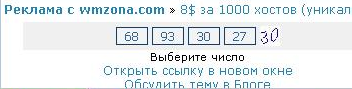 Реклама с wmzona.com » 8$ за 1000 хостов (уникал
68 93 30 27 30
Выберите число
Открыть ссылку в новом окне
Обсудить тему в Блоге